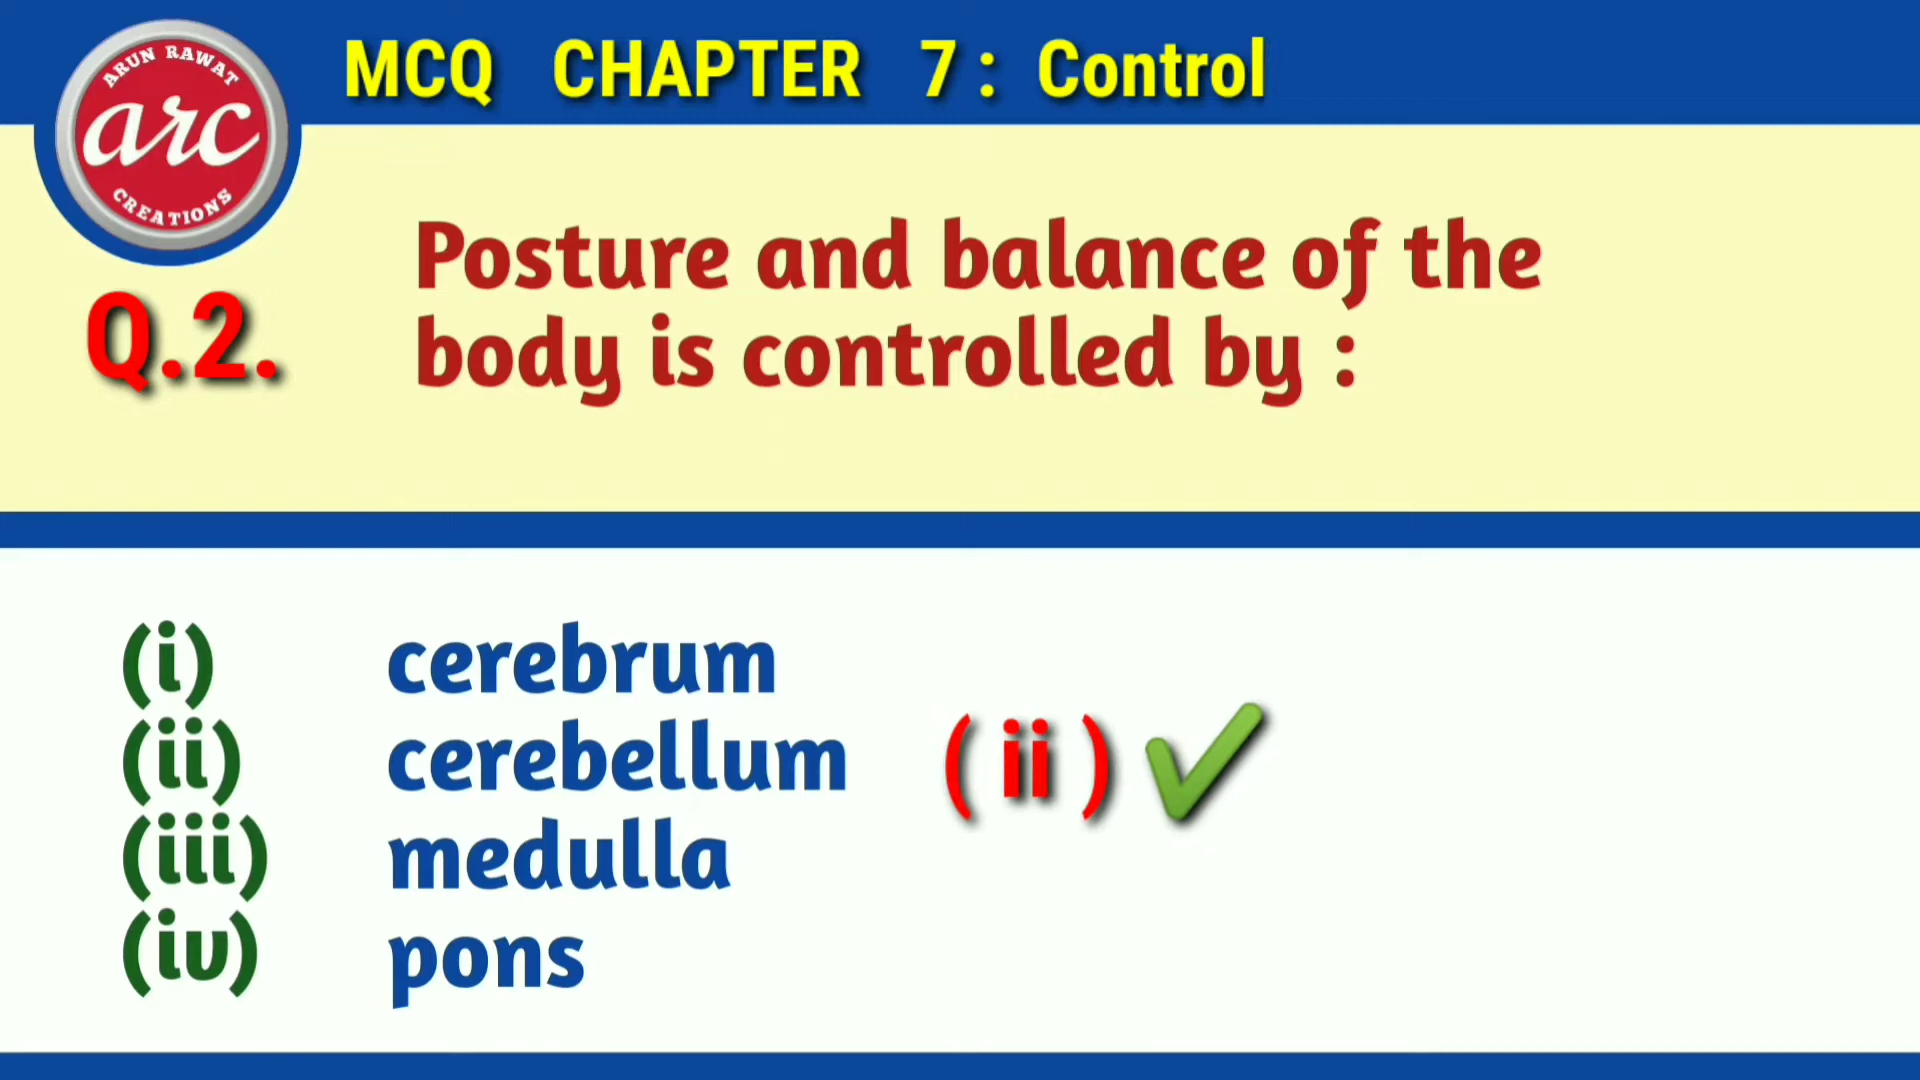 MCQ CHAPTER 7 : Control
ARUN RAWAT
arc
CREATIONS
Q.2.
Posture and balance of the
body is controlled by :
(i) cerebrum
(ii) cerebellum ( ii ) ✔
(iii) medulla
(iv) pons